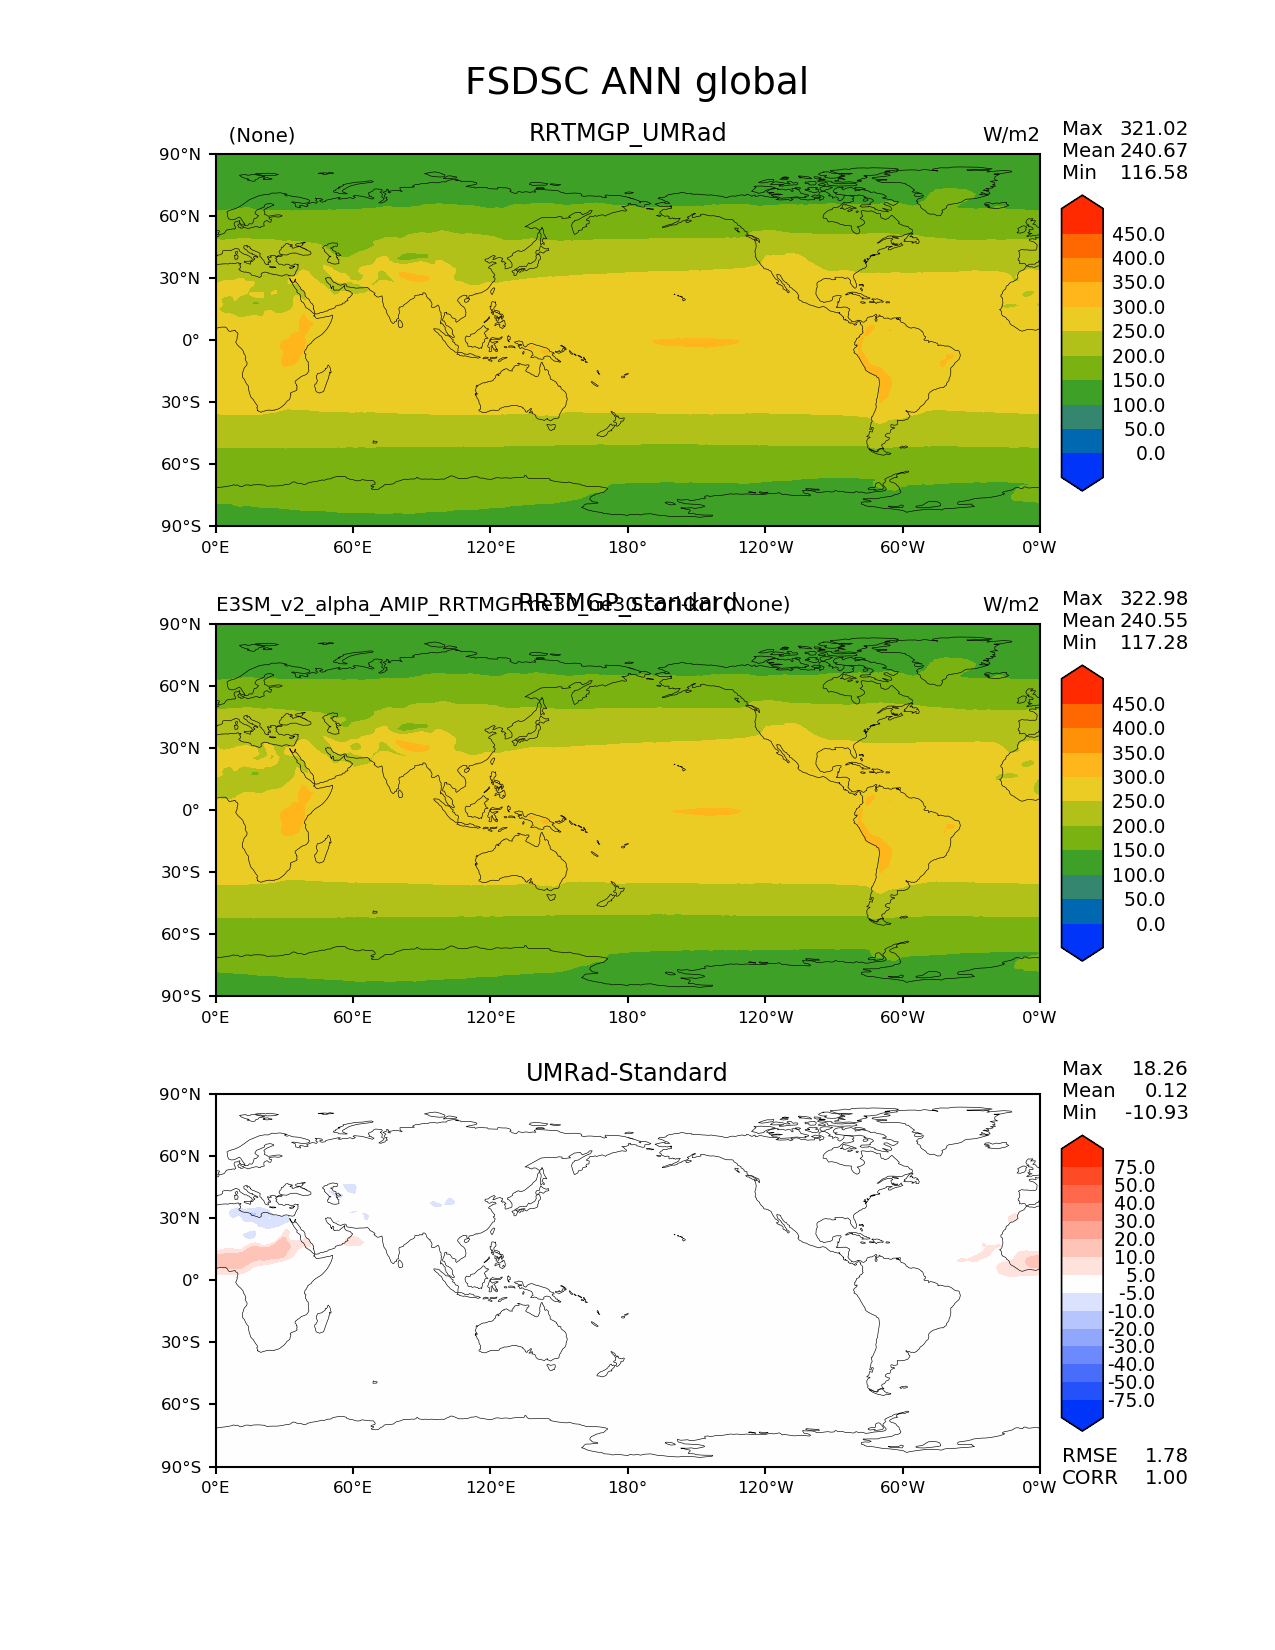 FSDSC ANN global
(None) RRTMGP_UMRad W/m2
Max 321.02
Mean 240.67
Min 116.58
90°N
60°N
30°N
0°
30°S
60°S
90°S
0°E 60°E 120°E 180° 120°W 60°W 0°W
450.0
400.0
350.0
300.0
250.0
200.0
150.0
100.0
50.0
0.0
E3SM_v2_alpha_AMIP_RRTMGP (None) RRTMGP_standard W/m2
Max 322.98
Mean 240.55
Min 117.28
90°N
60°N
30°N
0°
30°S
60°S
90°S
0°E 60°E 120°E 180° 120°W 60°W 0°W
450.0
400.0
350.0
300.0
250.0
200.0
150.0
100.0
50.0
0.0
UMRad-Standard
Max 18.26
Mean 0.12
Min -10.93
90°N
60°N
30°N
0°
30°S
60°S
90°S
0°E 60°E 120°E 180° 120°W 60°W 0°W
75.0
50.0
40.0
30.0
20.0
10.0
5.0
-5.0
-10.0
-20.0
-30.0
-40.0
-50.0
-75.0
RMSE 1.78
CORR 1.00